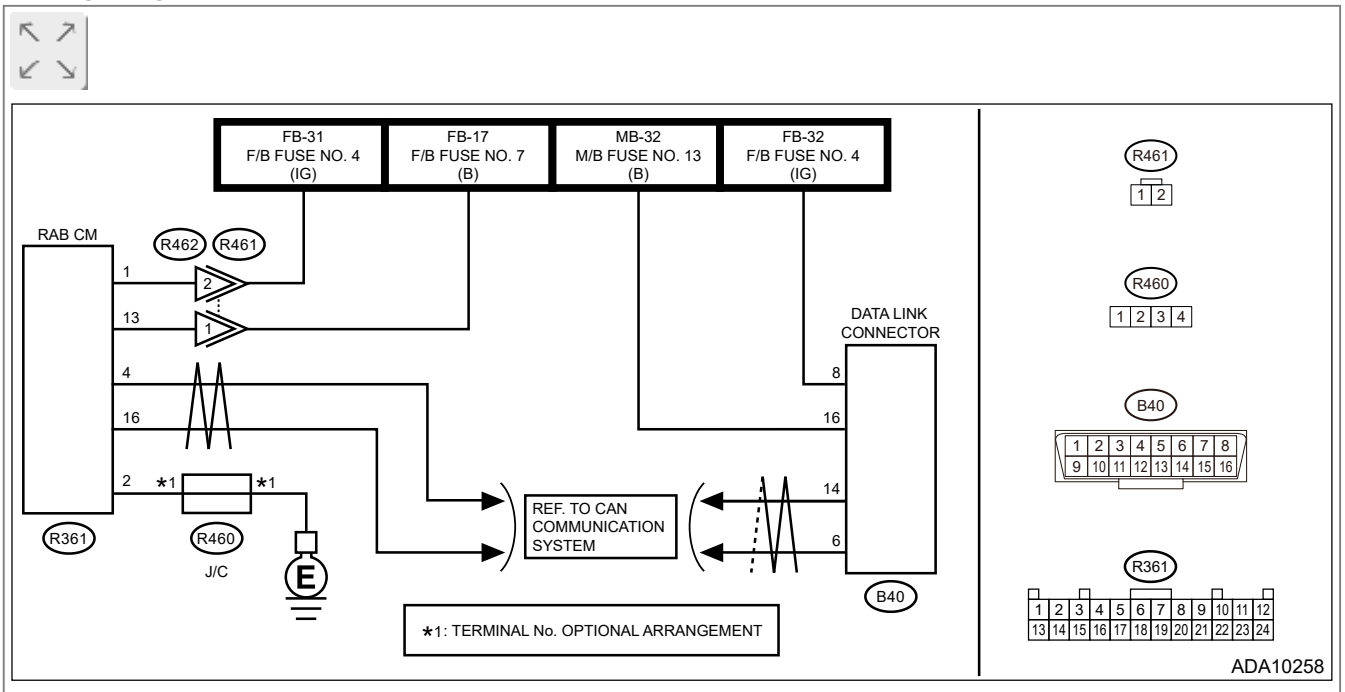 FB-31
F/B FUSE NO. 4
(IG)
FB-17
F/B FUSE NO. 7
(B)
MB-32
M/B FUSE NO. 13
(B)
FB-32
F/B FUSE NO. 4
(IG)
RAB CM
R462
R461
1
2
13
1
4
16
2
*1
*1
R361
R460
J/C
E
REF. TO CAN
COMMUNICATION
SYSTEM
DATA LINK
CONNECTOR
8
16
14
6
B40
*1: TERMINAL No. OPTIONAL ARRANGEMENT
R461
1 2
R460
1 2 3 4
B40
1 2 3 4 5 6 7 8
9 10 11 12 13 14 15 16
R361
1 2 3 4 5 6 7 8 9 10 11 12
13 14 15 16 17 18 19 20 21 22 23 24
ADA10258